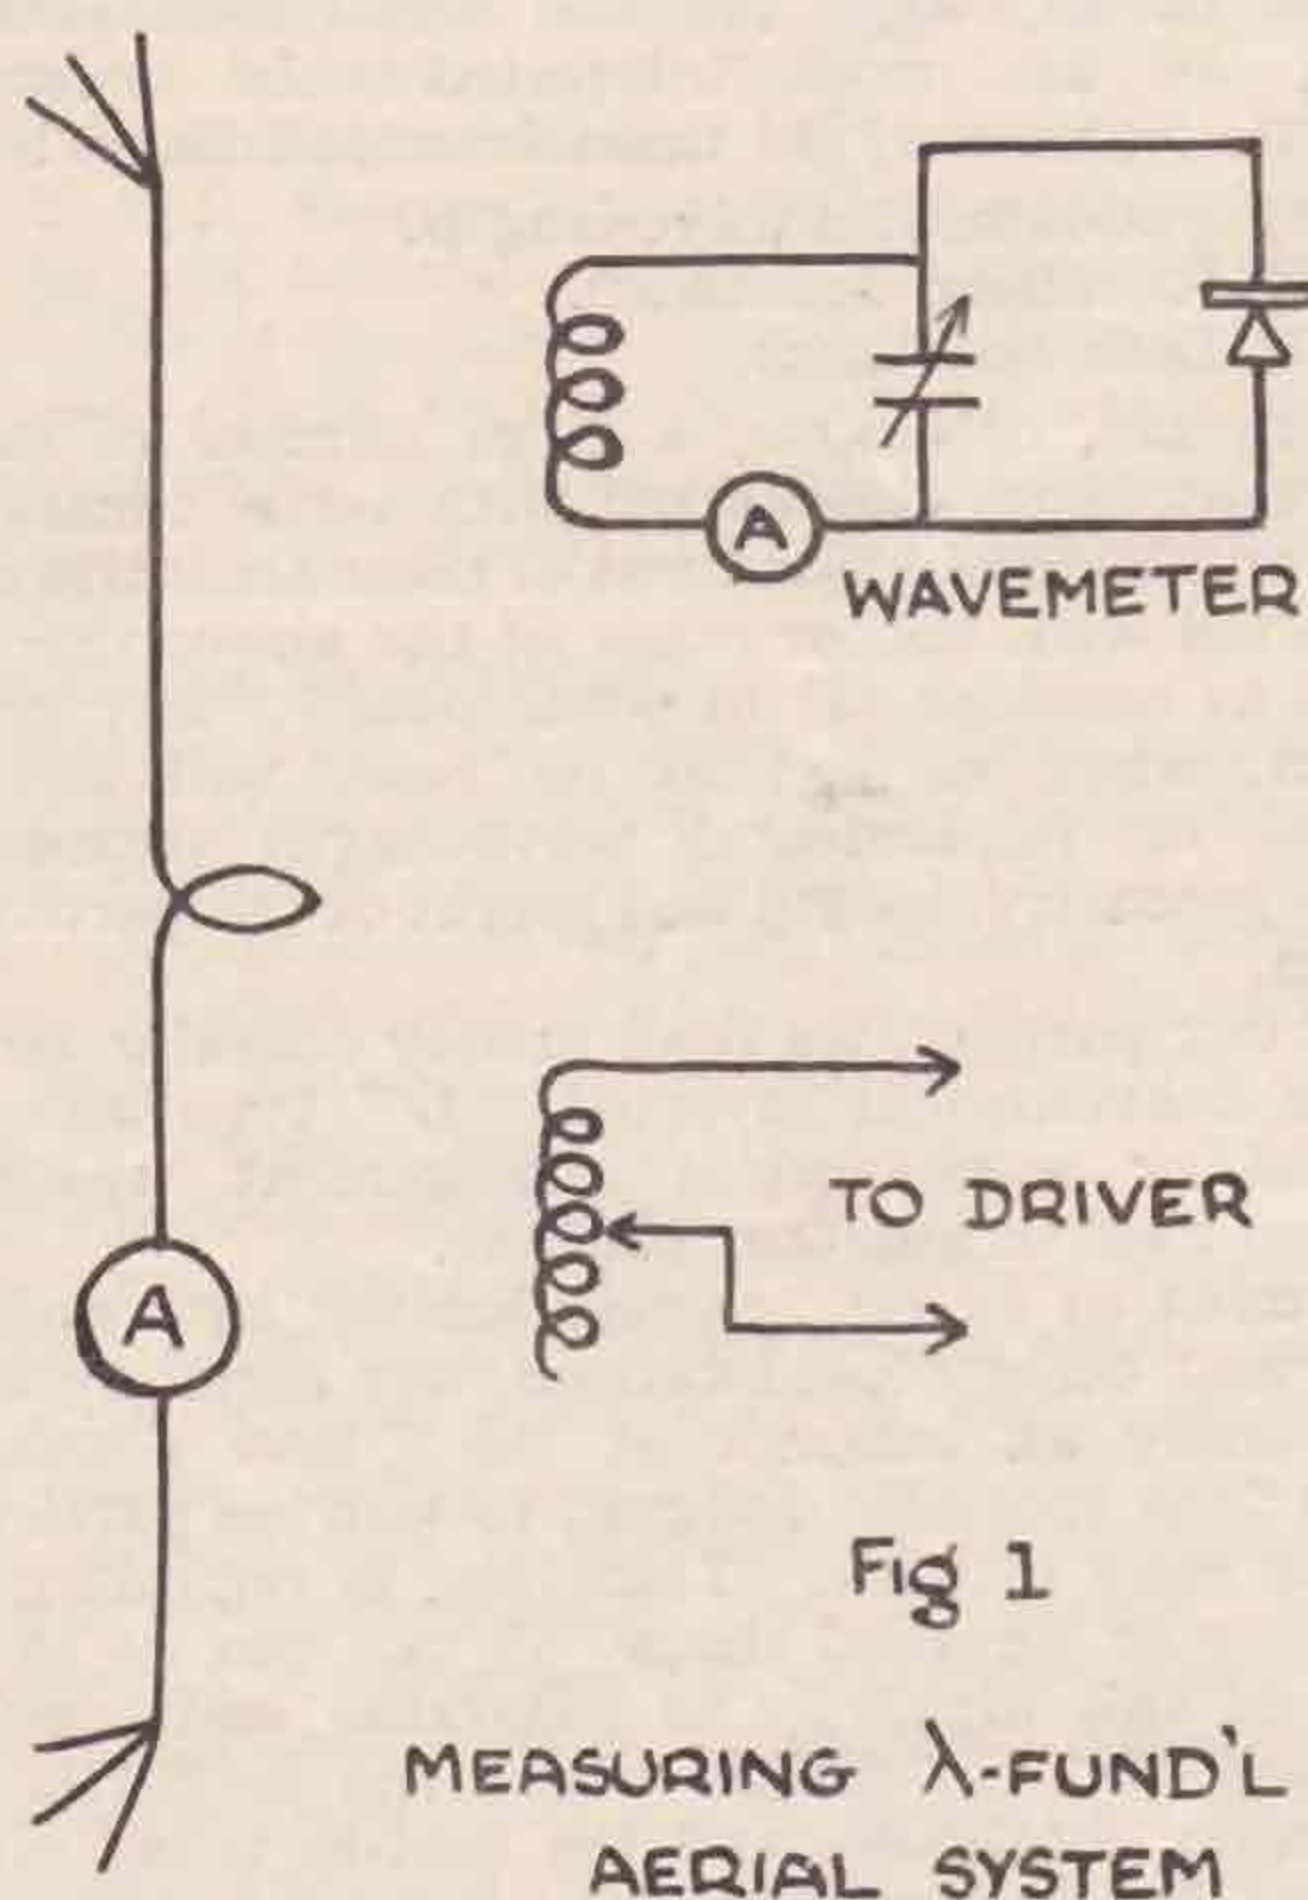 A
WAVEMETER
TO DRIVER
A
Fig 1
MEASURING λ-FUND'L
AERIAL SYSTEM